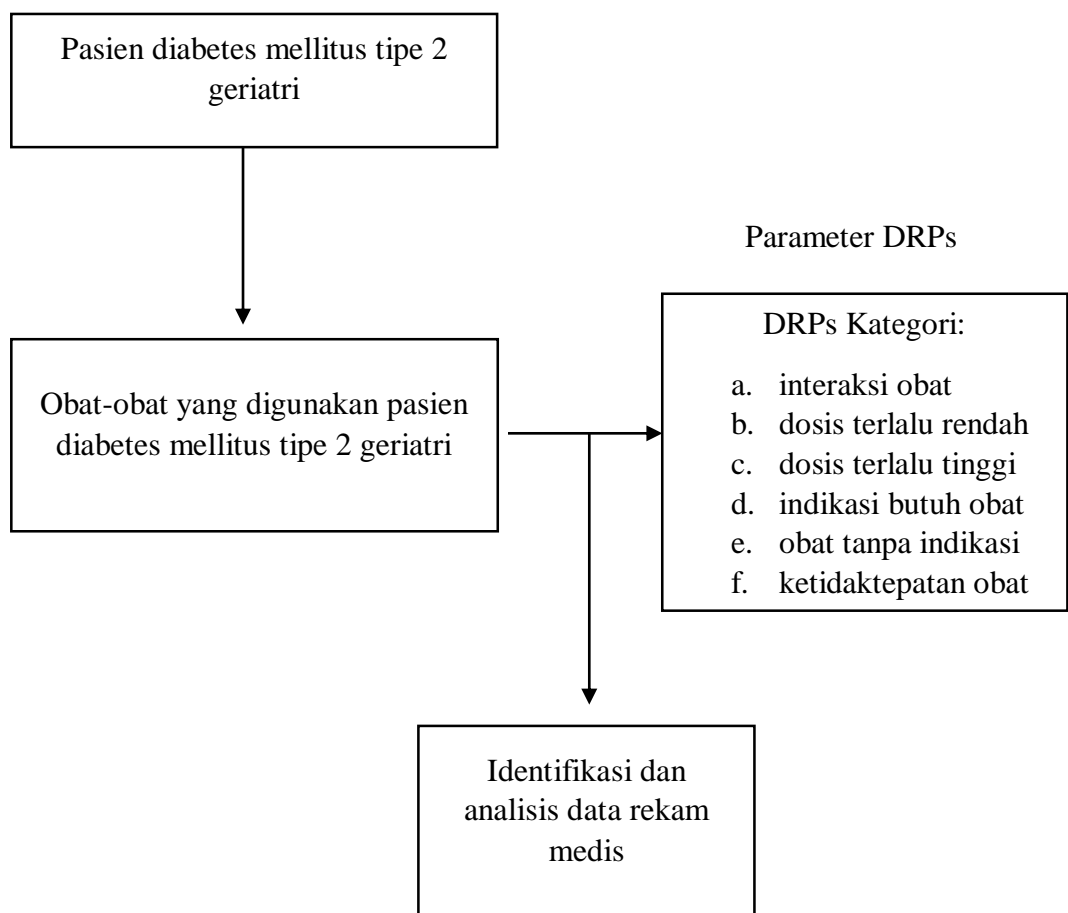 Pasien diabetes mellitus tipe 2
geriatri
Parameter DRPs
Obat-obat yang digunakan pasien
diabetes mellitus tipe 2 geriatri
DRPs Kategori:
a. interaksi obat
b. dosis terlalu rendah
c. dosis terlalu tinggi
d. indikasi butuh obat
e. obat tanpa indikasi
f. ketidaktepatan obat
Identifikasi dan
analisis data rekam
medis